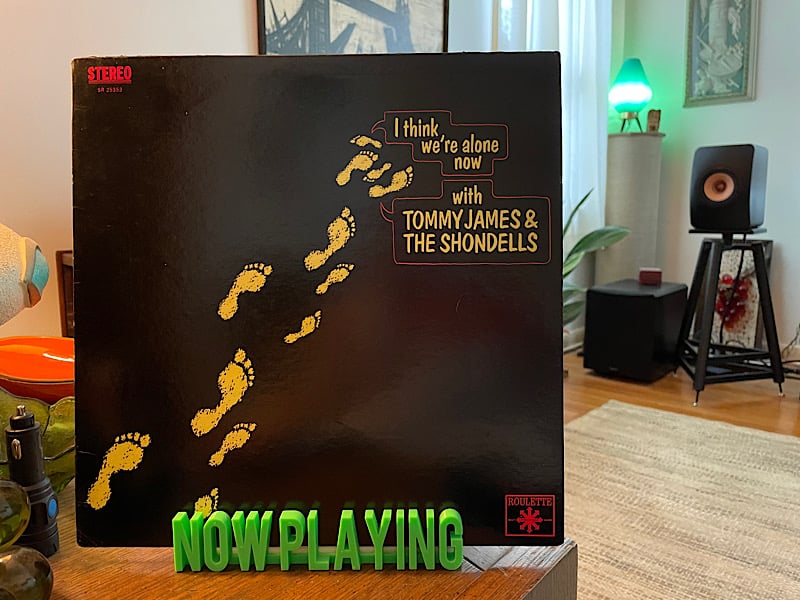 STEREO
SR 25353
I think
we're alone
now
with
TOMMY JAMES &
THE SHONDELLS
ROULETTE
NOW PLAYING